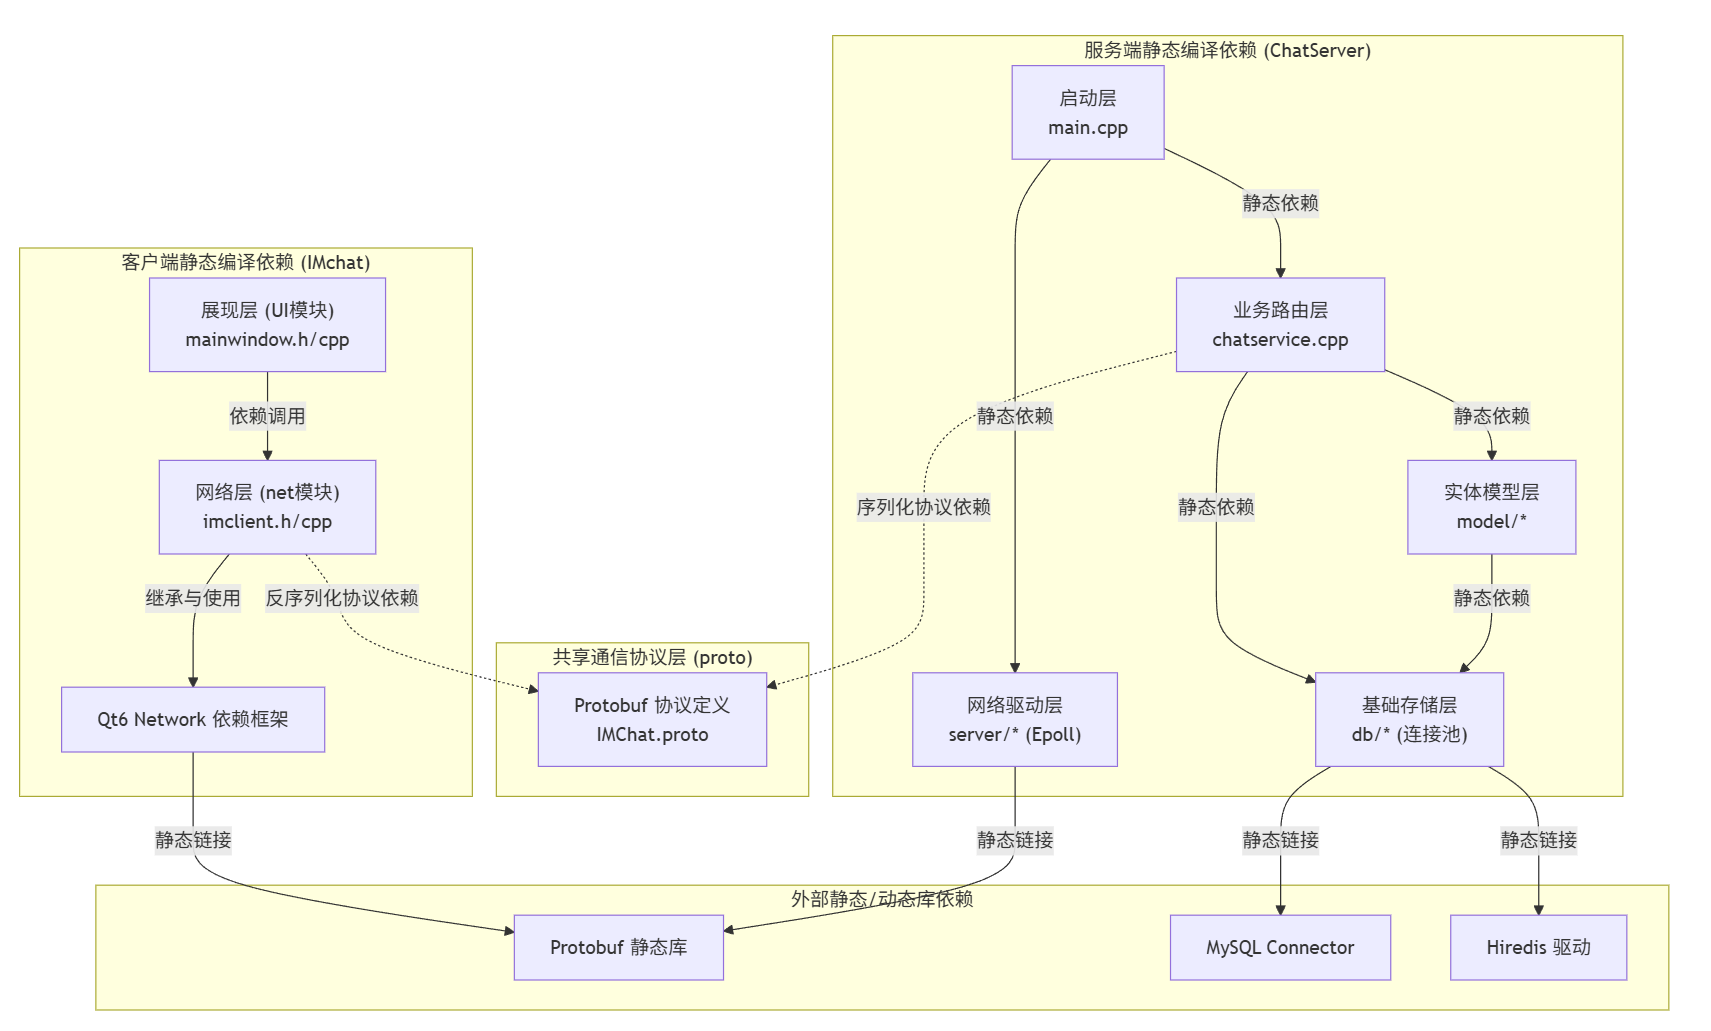 服务端静态编译依赖 (ChatServer)
启动层
main.cpp
静态依赖
客户端静态编译依赖 (IMchat)
展现层 (UI模块)
mainwindow.h/cpp
业务路由层
chatservice.cpp
依赖调用
静态依赖
静态依赖
网络层 (net模块)
imclient.h/cpp
序列化协议依赖
静态依赖
实体模型层
model/*
继承与使用
反序列化协议依赖
静态依赖
共享通信协议层 (proto)
Qt6 Network 依赖框架
Protobuf 协议定义
IMChat.proto
网络驱动层
server/* (Epoll)
基础存储层
db/* (连接池)
静态链接
静态链接
静态链接
静态链接
外部静态/动态库依赖
Protobuf 静态库
MySQL Connector
Hiredis 驱动